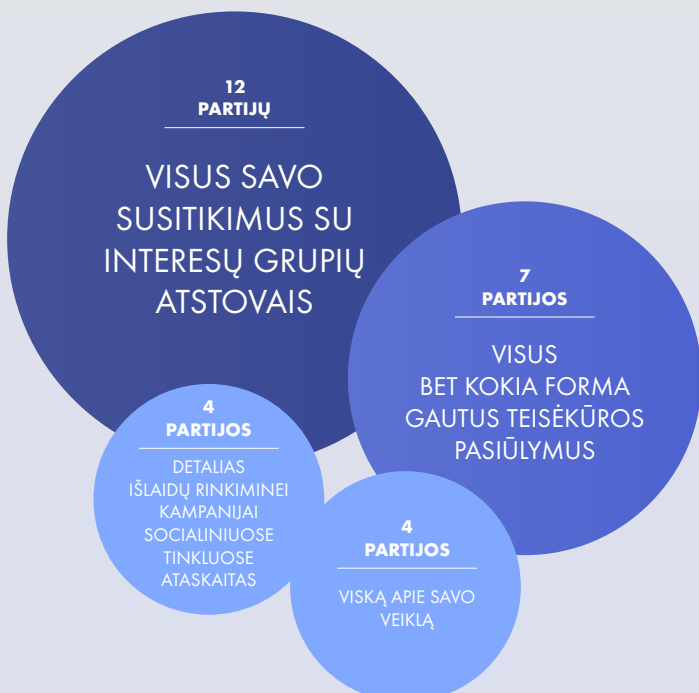 12
PARTIJŲ
VISUS SAVO
SUSITIKIMUS SU
INTERESŲ GRUPIŲ
ATSTOVAIS
7
PARTIJOS
VISUS
BET KOKIA FORMA
GAUTUS TEISĖKŪROS
PASIŪLYMUS
4
PARTIJOS
DETALIAS
IŠLAIDŲ RINKIMINEI
KAMPANIJAI
SOCIALINIUOSE
TINKLUOSE
ATASKAITAS
4
PARTIJOS
VISKĄ APIE SAVO
VEIKLĄ